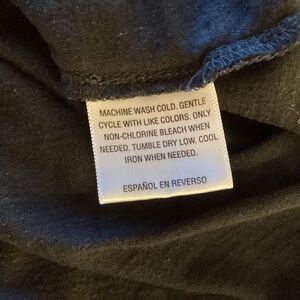 MACHINE WASH COLD. GENTLE
CYCLE WITH LIKE COLORS. ONLY
NON-CHLORINE BLEACH WHEN
NEEDED. TUMBLE DRY LOW. COOL
IRON WHEN NEEDED.
ESPAÑOL EN REVERSO